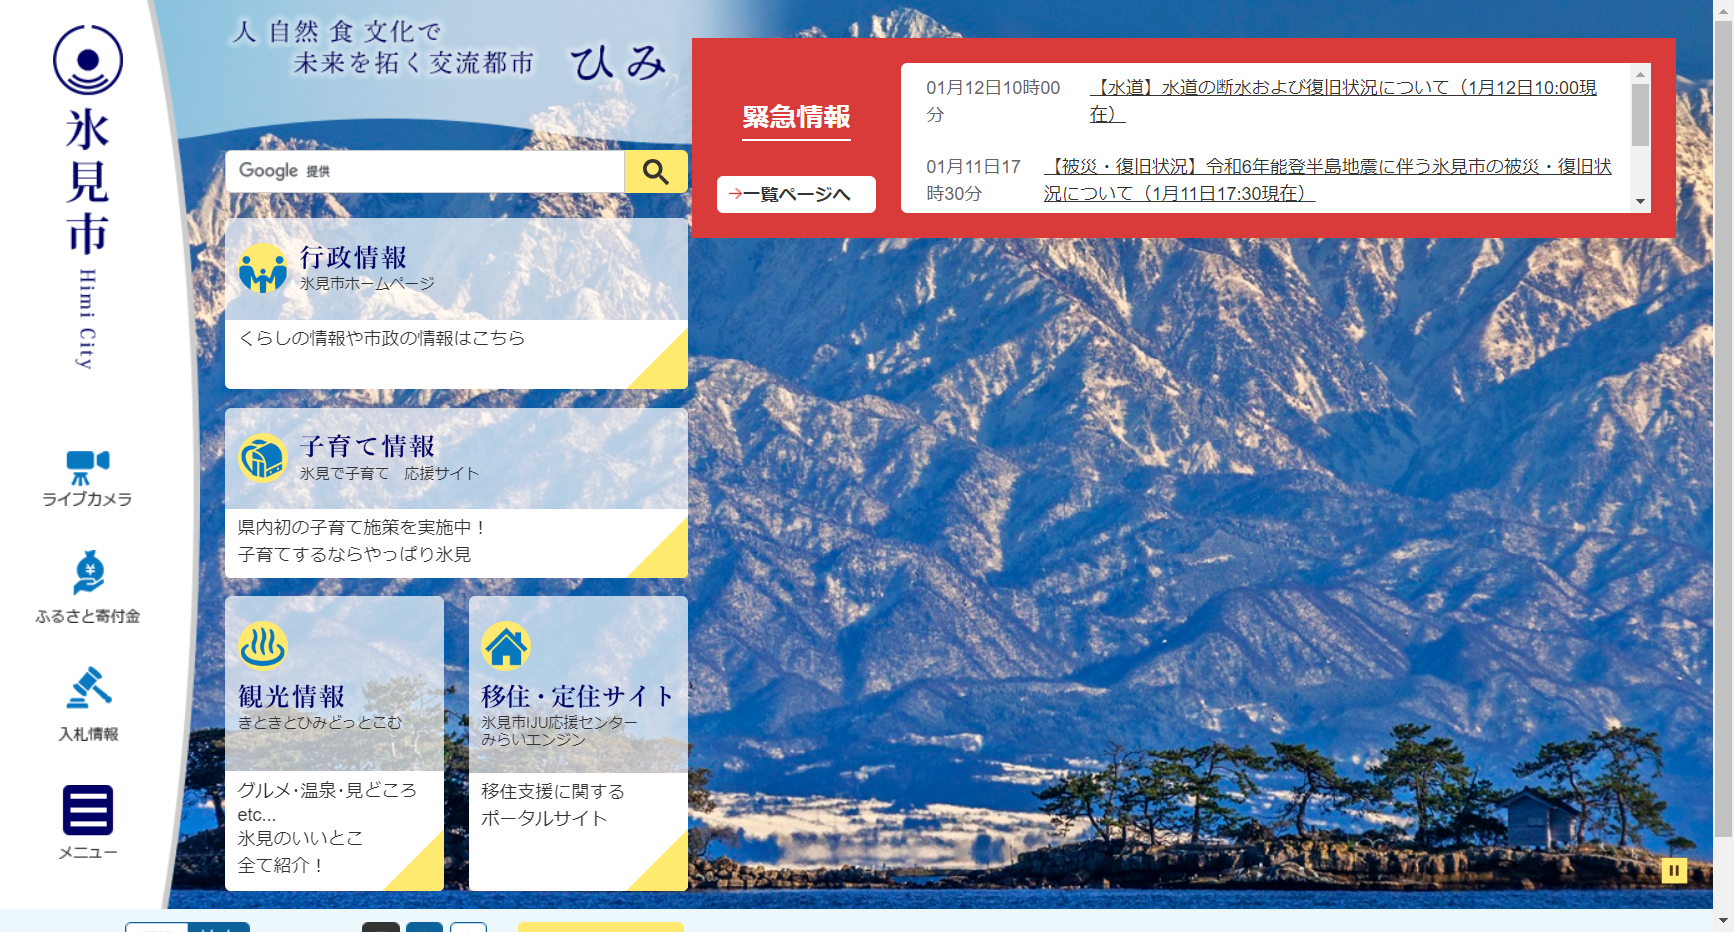 氷見市
Himi City
ライブカメラ
ふるさと寄付金
入札情報
メニュー
人 自然 食 文化で
未来を拓く交流都市
ひみ
Google 提供
行政情報
氷見市ホームページ
くらしの情報や市政の情報はこちら
子育て情報
氷見で子育て　応援サイト
県内初の子育て施策を実施中！
子育てするならやっぱり氷見
観光情報
きときとひみどっとこむ
グルメ･温泉･見どころ
etc...
氷見のいいとこ
全て紹介！
移住・定住サイト
氷見市IJU応援センター
みらいエンジン
移住支援に関する
ポータルサイト
緊急情報
→一覧ページへ
01月12日10時00
分
【水道】水道の断水および復旧状況について（1月12日10:00現
在）
01月11日17
時30分
【被災・復旧状況】令和6年能登半島地震に伴う氷見市の被災・復旧状
況について（1月11日17:30現在）